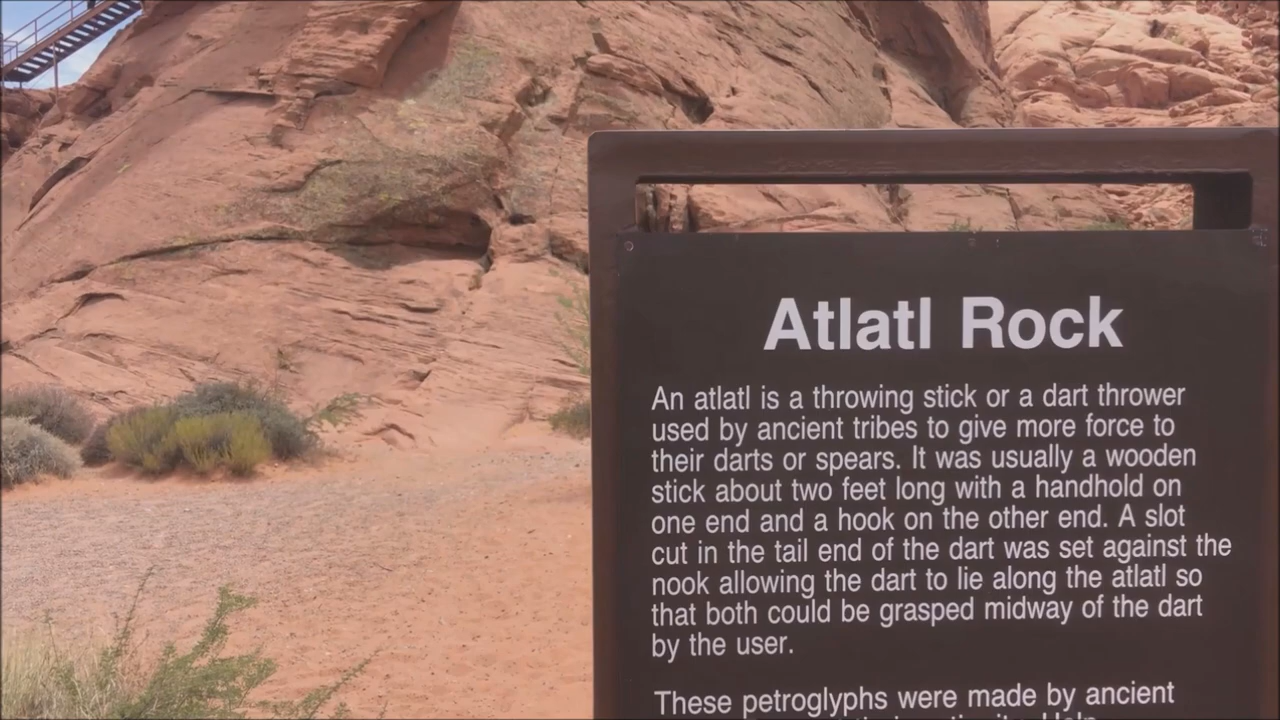 Atlatl Rock
An atlatl is a throwing stick or a dart thrower
used by ancient tribes to give more force to
their darts or spears. It was usually a wooden
stick about two feet long with a handhold on
one end and a hook on the other end. A slot
cut in the tail end of the dart was set against the
nook allowing the dart to lie along the atlatl so
that both could be grasped midway of the dart
by the user.
These petroglyphs were made by ancient